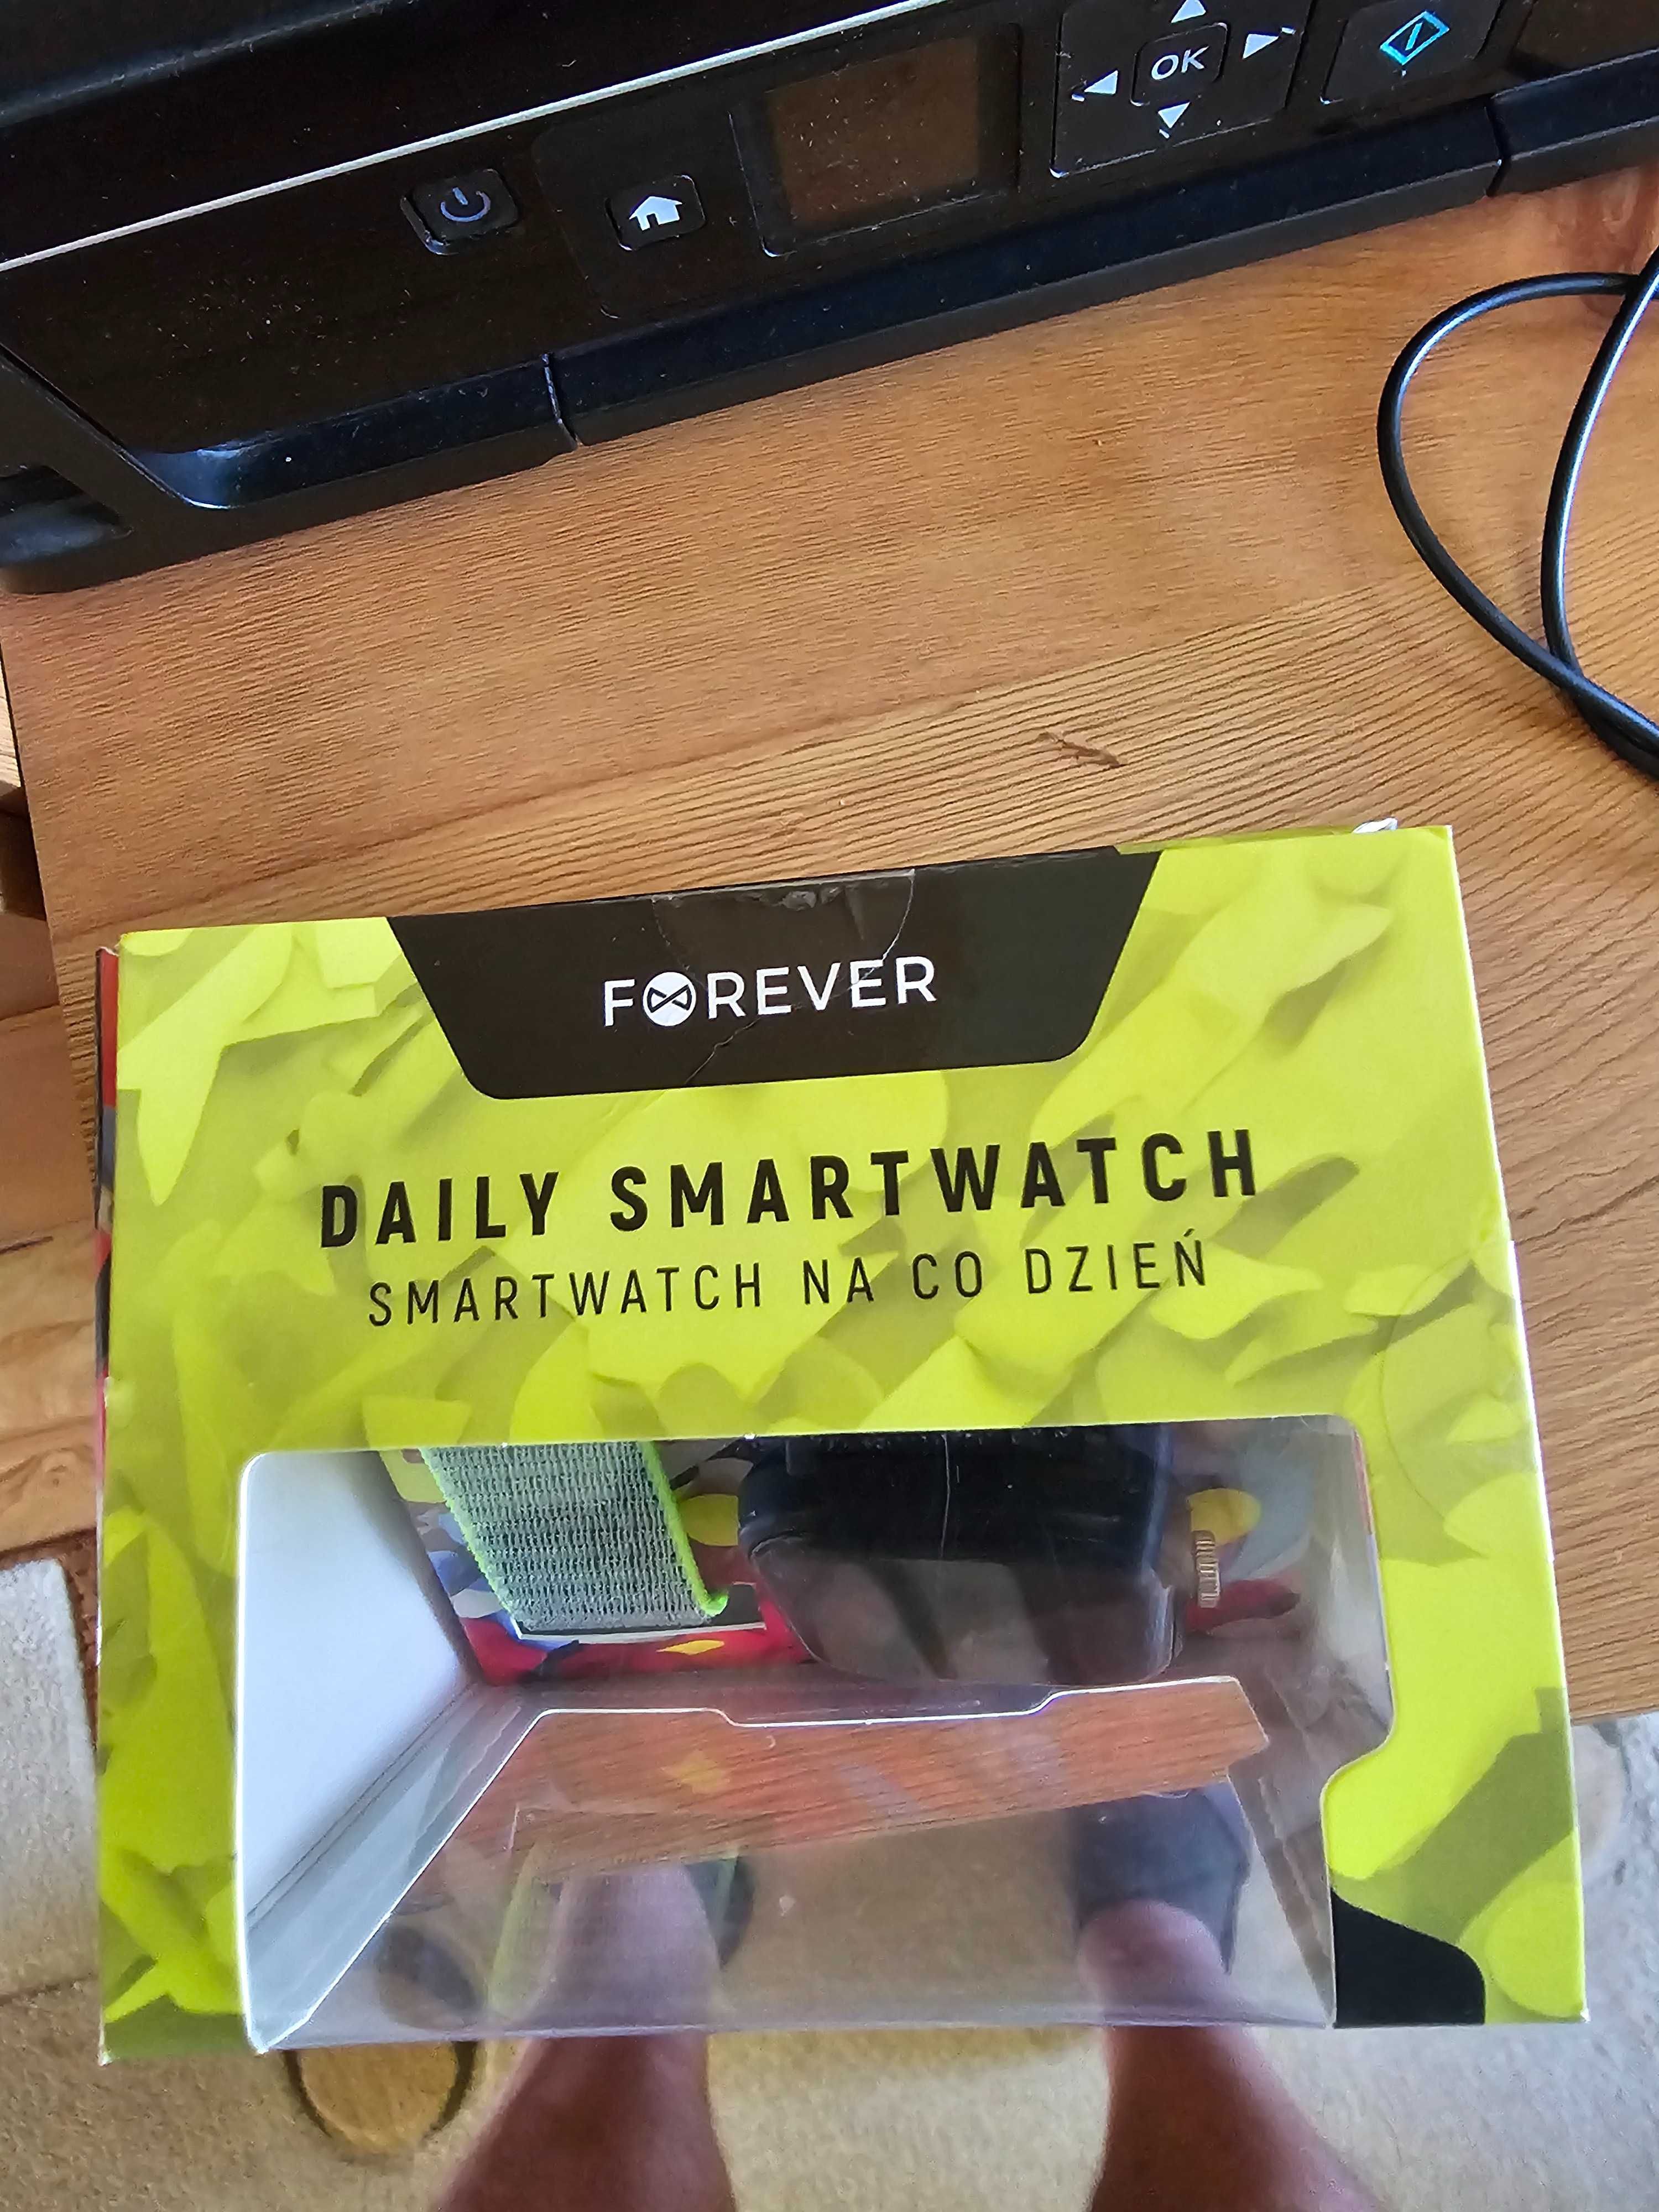 OK
FOREVER
DAILY SMARTWATCH
SMARTWATCH NA CO DZIEŃ